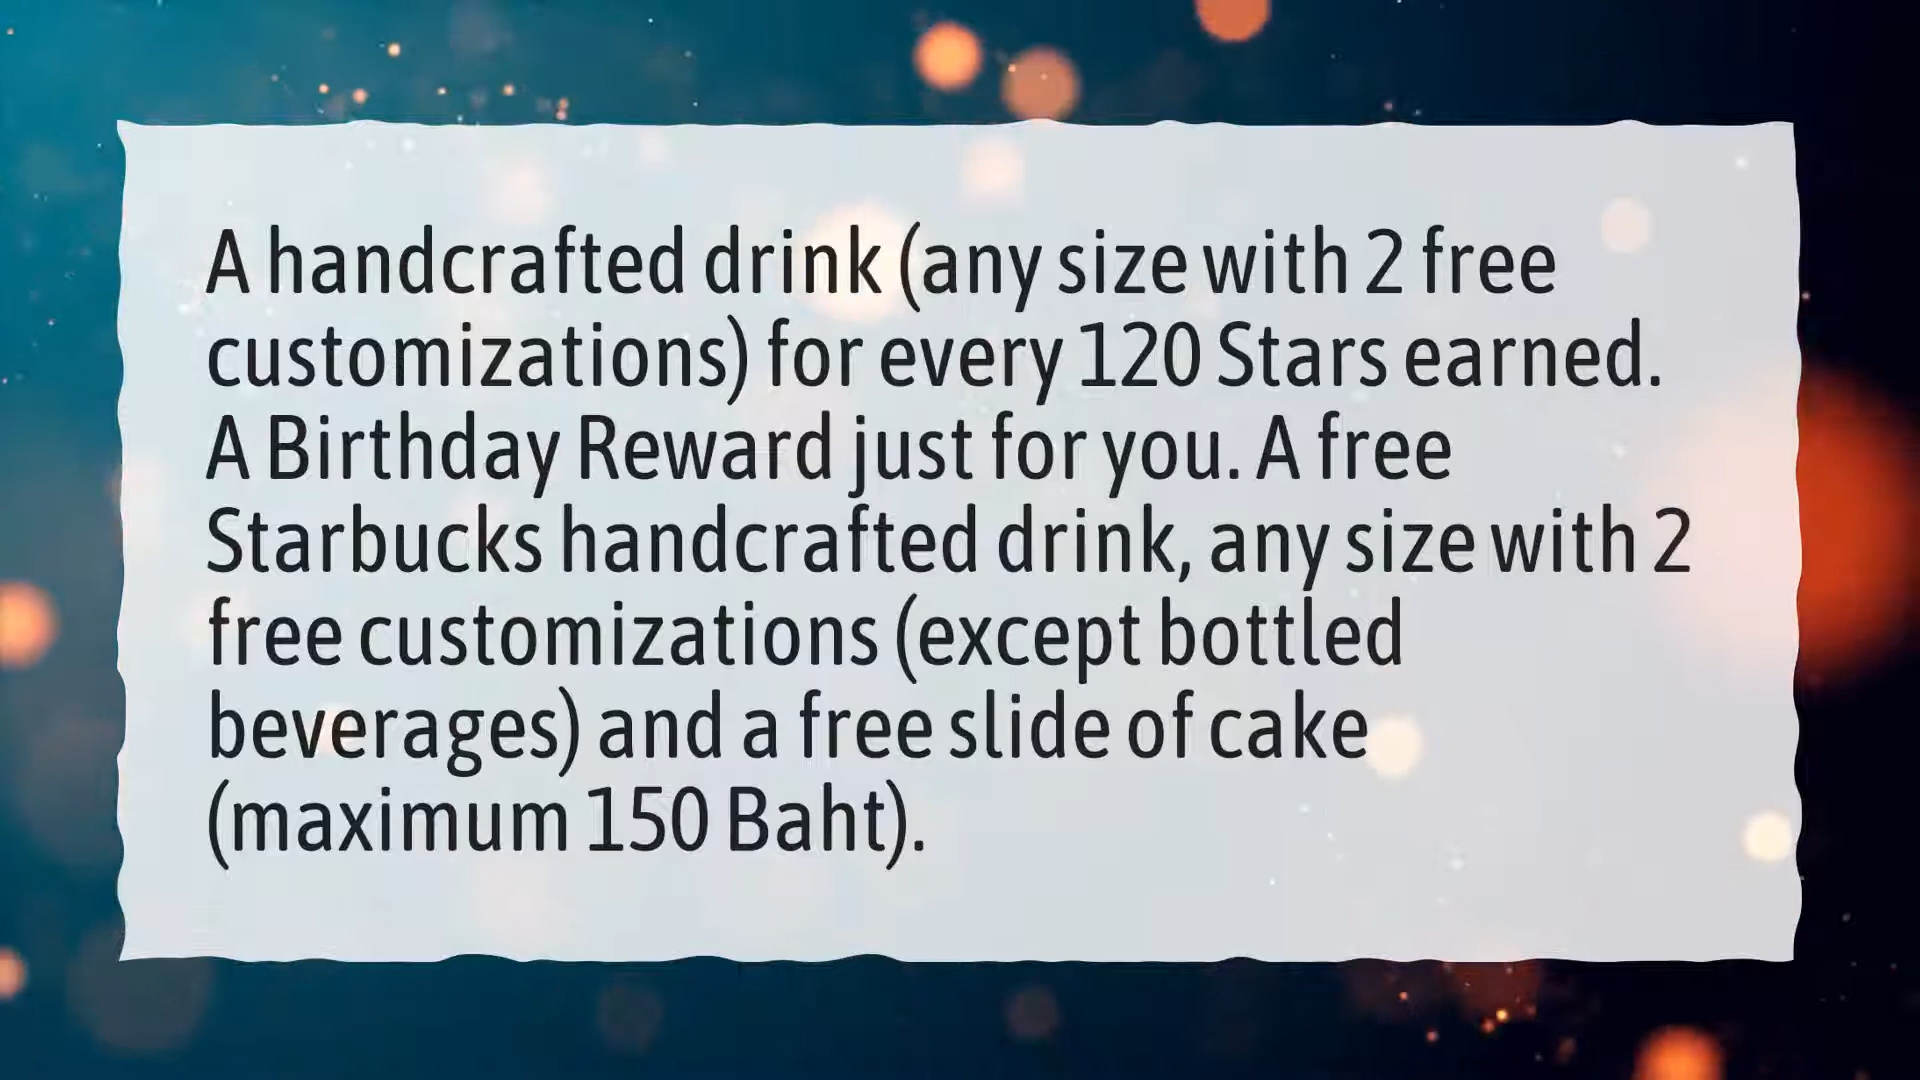 A handcrafted drink (any size with 2 free
customizations) for every 120 Stars earned.
A Birthday Reward just for you. A free
Starbucks handcrafted drink, any size with 2
free customizations (except bottled
beverages) and a free slide of cake
(maximum 150 Baht).